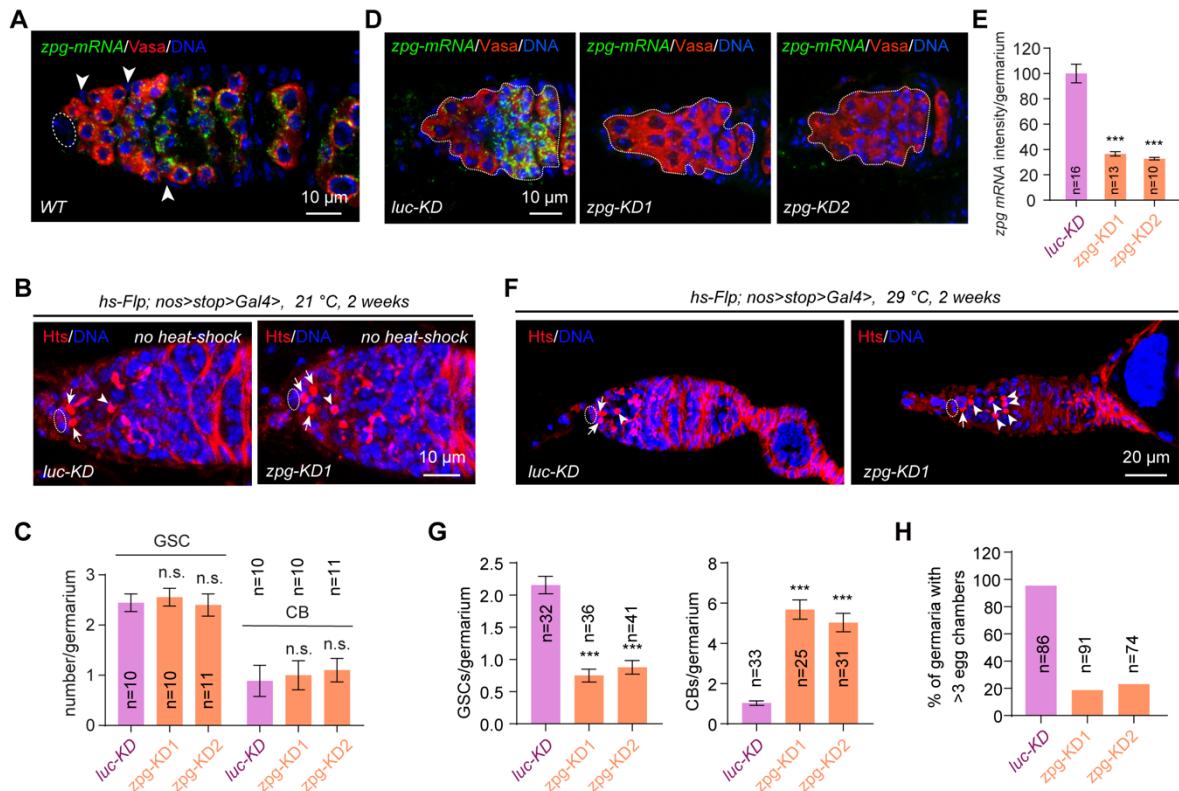 A
zpg-mRNA/Vasa/DNA
WT
10 µm
D
zpg-mRNA/Vasa/DNA
luc-KD
10 µm
zpg-mRNA/Vasa/DNA
zpg-KD1
zpg-mRNA/Vasa/DNA
zpg-KD2
E
zpg mRNA intensity/germarium
120
100
80
60
40
20
0
***
***
n=16
n=13
n=10
luc-KD
zpg-KD1
zpg-KD2
B
hs-Flp; nos>stop>Gal4>, 21 °C, 2 weeks
Hts/DNA
no heat-shock
luc-KD
Hts/DNA
no heat-shock
zpg-KD1
10 µm
F
hs-Flp; nos>stop>Gal4>, 29 °C, 2 weeks
Hts/DNA
luc-KD
Hts/DNA
zpg-KD1
20 µm
C
number/germarium
3
2
1
0
GSC
n.s.
n.s.
n=10
n=10
n=11
n=10
n=10
n=11
CB
n.s.
n.s.
luc-KD
zpg-KD1
zpg-KD2
luc-KD
zpg-KD1
zpg-KD2
G
GSCs/germarium
2.5
2.0
1.5
1.0
0.5
0.0
n=32
n=36
n=41
***
***
luc-KD
zpg-KD1
zpg-KD2
CBs/germarium
8
6
4
2
0
***
***
n=33
n=25
n=31
luc-KD
zpg-KD1
zpg-KD2
H
% of germaria with
>3 egg chambers
120
100
80
60
40
20
0
n=86
n=91
n=74
luc-KD
zpg-KD1
zpg-KD2